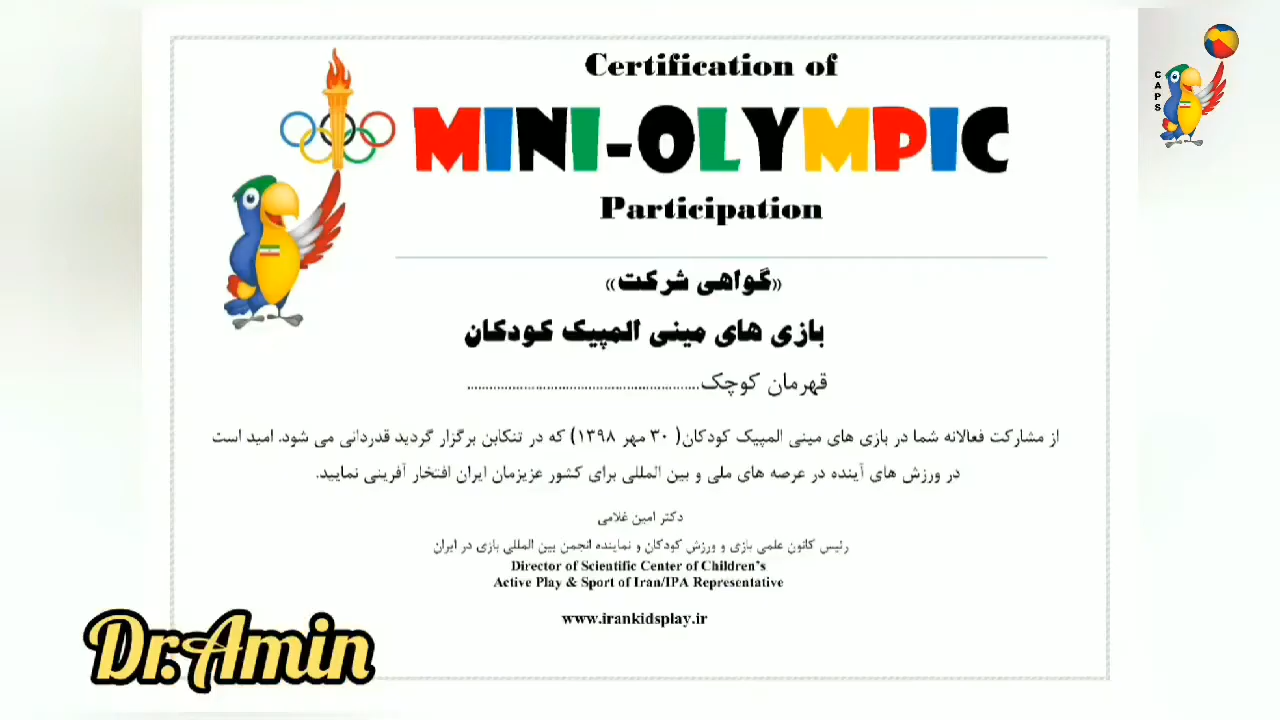 Certification of
MINI-OLYMPIC
Participation
«گواهی شرکت»
بازی های مینی المپیک کودکان
قهرمان کوچک............................................................
از مشارکت فعالانه شما در بازی های مینی المپیک کودکان( ۳۰ مهر ۱۳۹۸) که در تنکابن برگزار گردید قدردانی می شود. امید است
در ورزش های آینده در عرصه های ملی و بین المللی برای کشور عزیزمان ایران افتخار آفرینی نمایید.
دکتر امین غلامی
رئیس کانون علمی بازی و ورزش کودکان و نماینده انجمن بین المللی بازی در ایران
Director of Scientific Center of Children's
Active Play & Sport of Iran/IPA Representative
www.irankidsplay.ir
Dr.Amin
CAPS